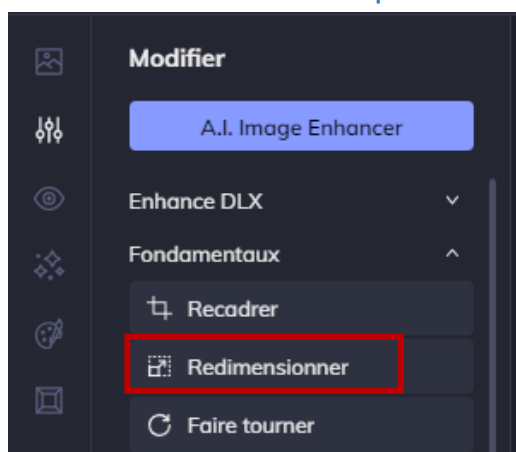 Modifier
A.I. Image Enhancer
Enhance DLX
Fondamentaux
Recadrer
Redimensionner
Faire tourner